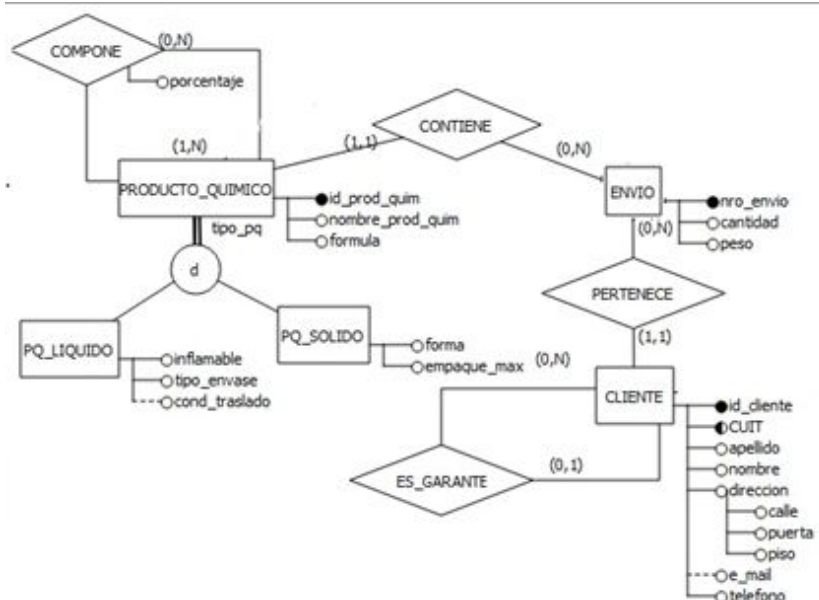 COMPONE
(0,N)
porcentaje
CONTIENE
(1,N)
(1,1)
(0,N)
PRODUCTO_QUIMICO
id_prod_quim
nombre_prod_quim
formula
tipo_pq
ENVIO
nro_envio
cantidad
peso
(0,N)
d
PERTENECE
(1,1)
PQ_LIQUIDO
inflamable
tipo_envase
cond_traslado
PQ_SOLIDO
forma
empaque_max
(0,N)
CLIENTE
id_cliente
CUIT
apellido
nombre
direccion
calle
puerta
piso
e_mail
telefono
ES_GARANTE
(0,1)